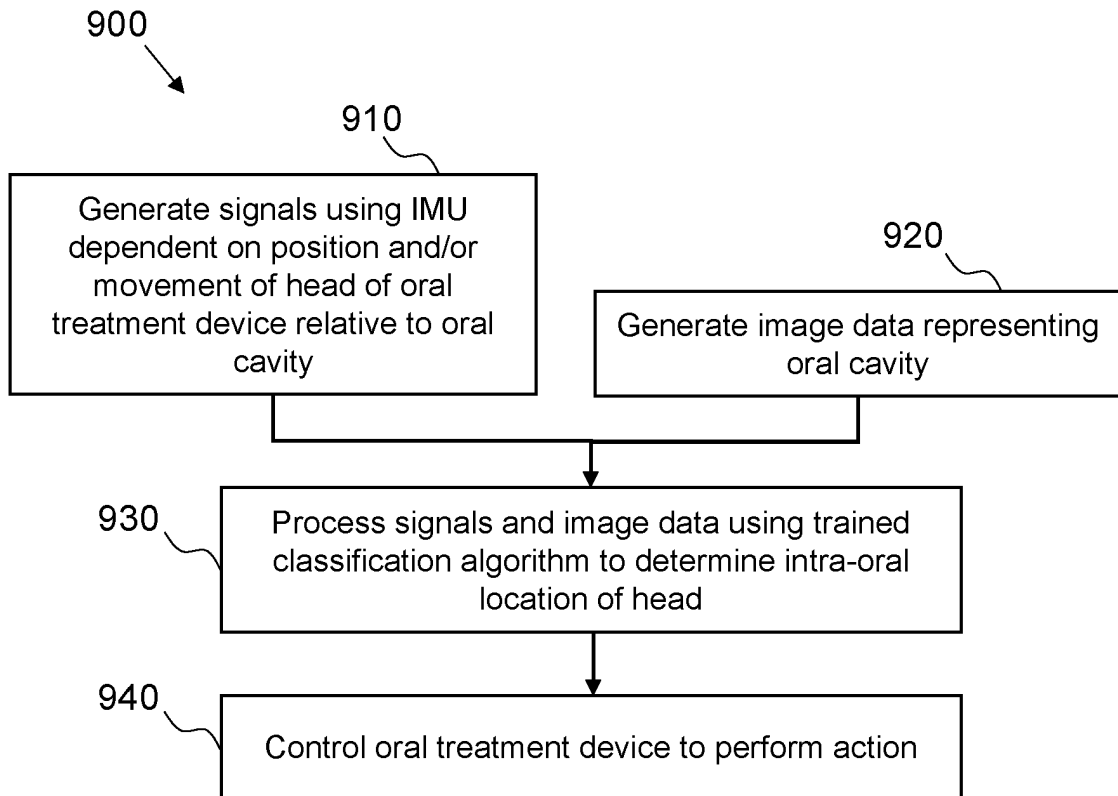 900
910
Generate signals using IMU
dependent on position and/or
movement of head of oral
treatment device relative to oral
cavity
920
Generate image data representing
oral cavity
930
Process signals and image data using trained
classification algorithm to determine intra-oral
location of head
940
Control oral treatment device to perform action